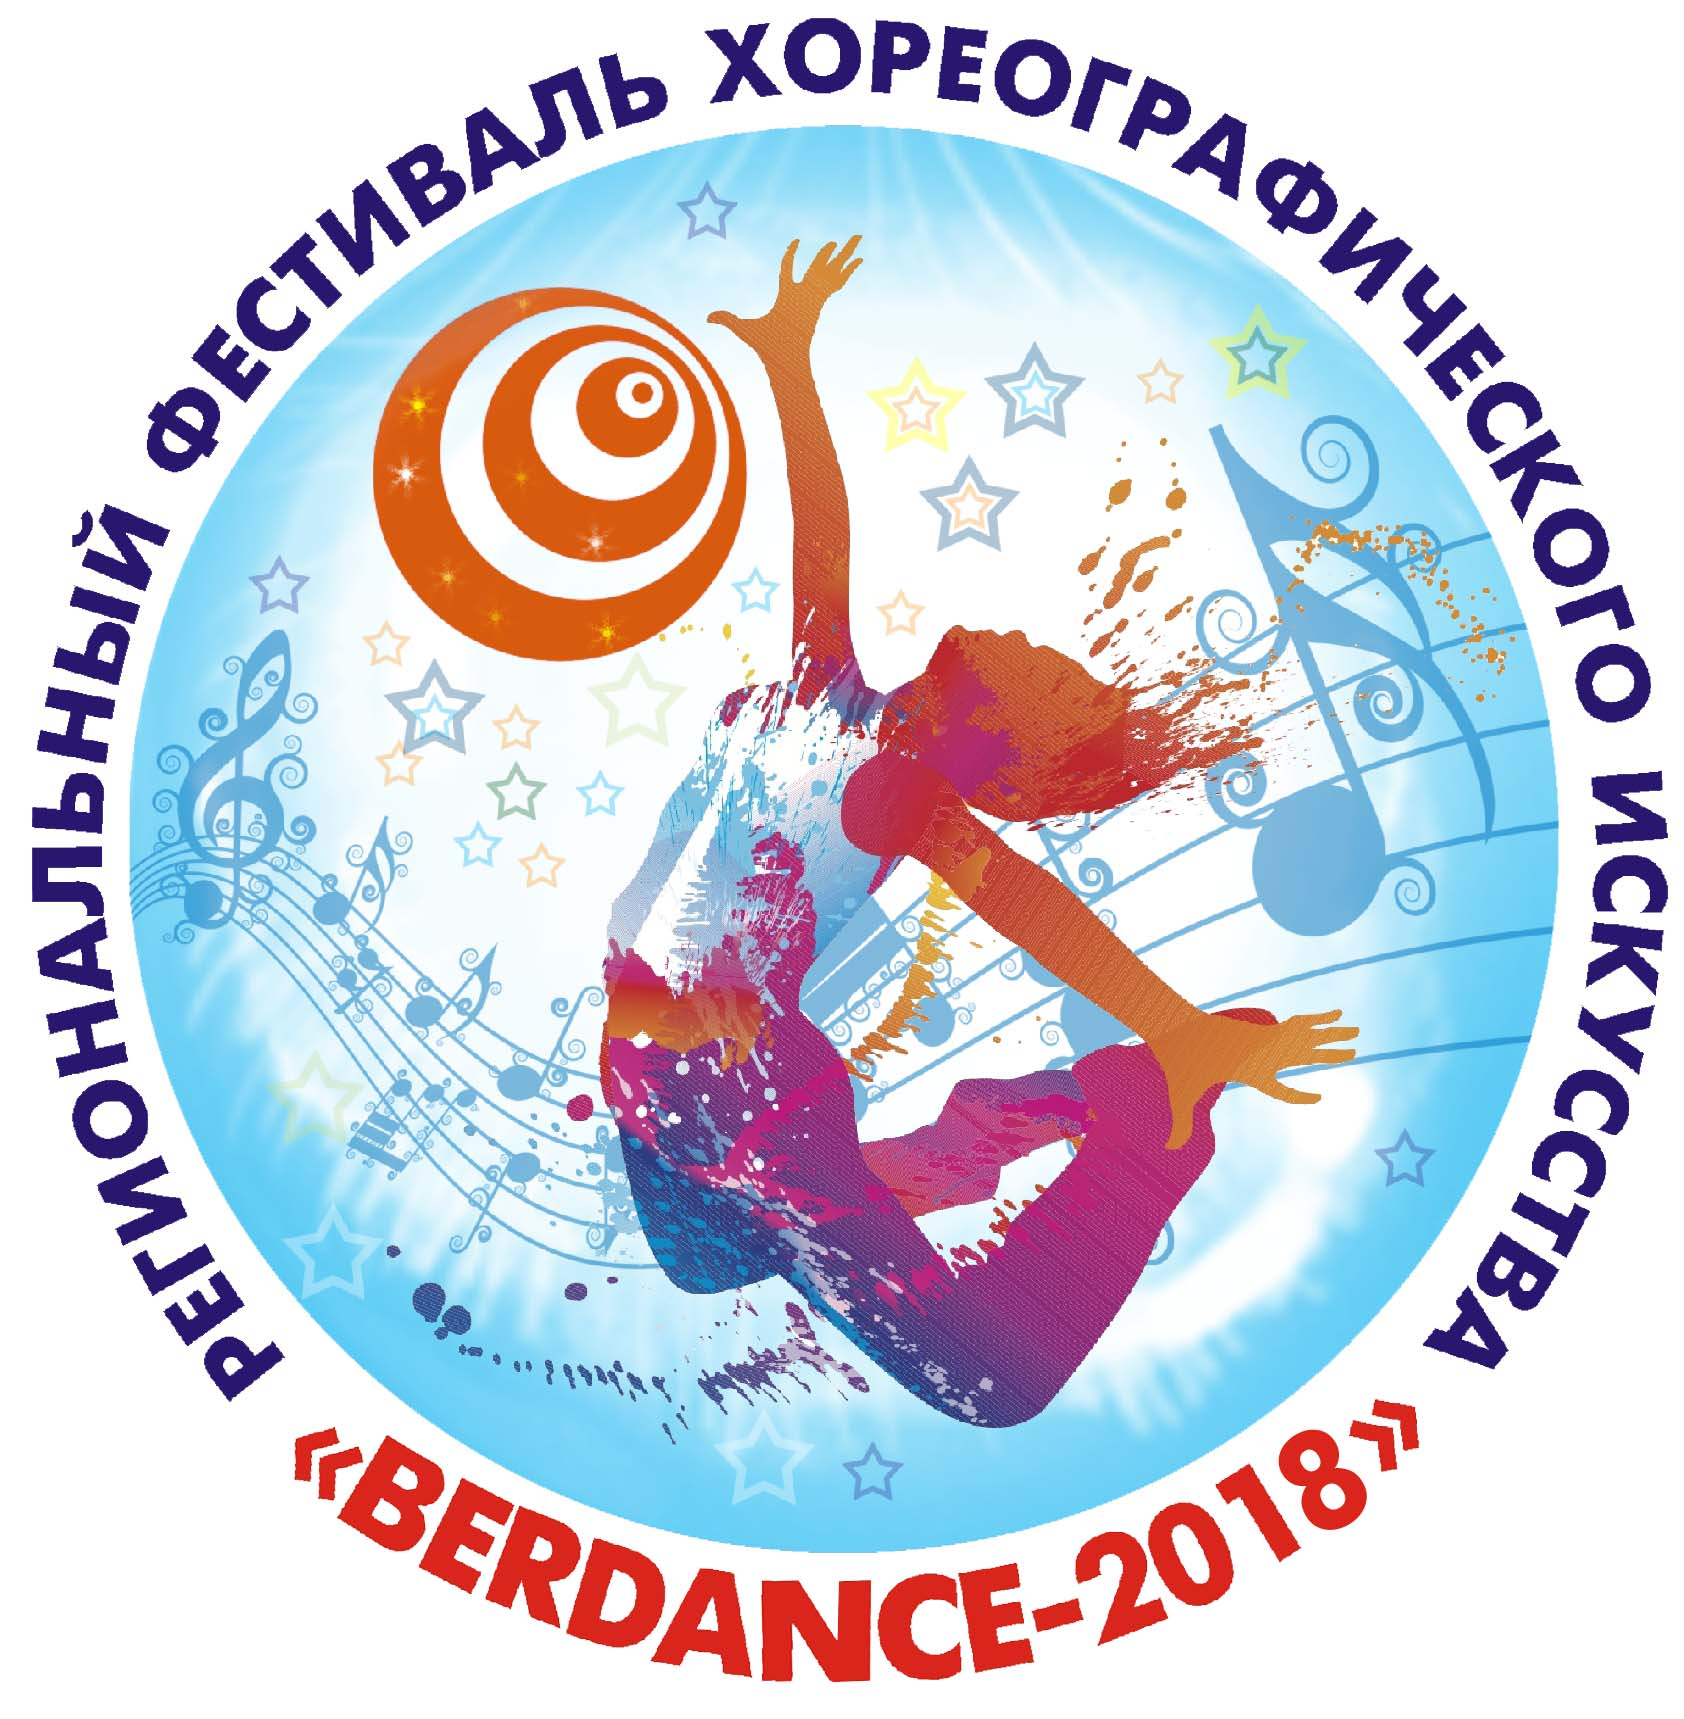 РЕГИОНАЛЬНЫЙ ФЕСТИВАЛЬ ХОРЕОГРАФИЧЕСКОГО ИСКУССТВА
«BERDANCE-2018»